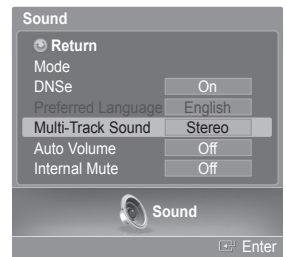 Sound
Return
Mode
DNSe On
Preferred Language English
Multi-Track Sound Stereo
Auto Volume Off
Internal Mute Off
Sound
Enter